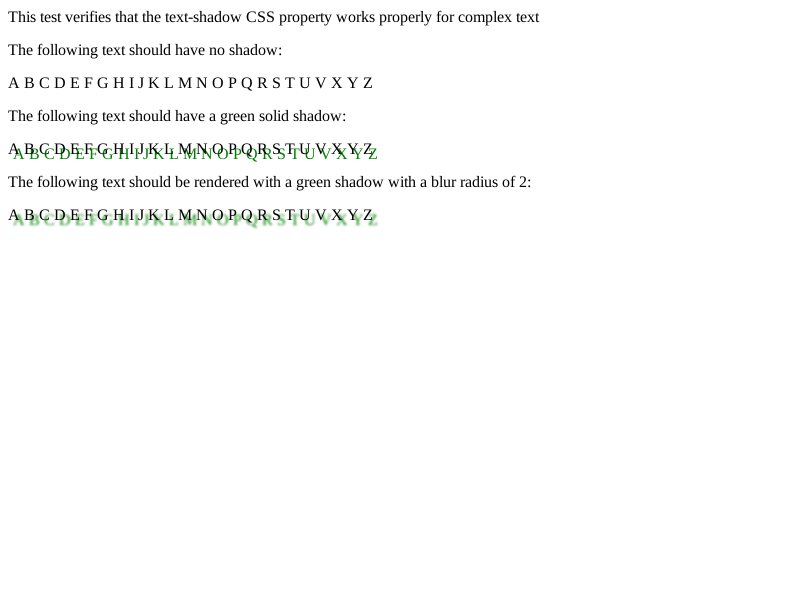 This test verifies that the text-shadow CSS property works properly for complex text
The following text should have no shadow:
A B C D E F G H I J K L M N O P Q R S T U V X Y Z
The following text should have a green solid shadow:
A B C D E F G H I J K L M N O P Q R S T U V X Y Z
The following text should be rendered with a green shadow with a blur radius of 2:
A B C D E F G H I J K L M N O P Q R S T U V X Y Z